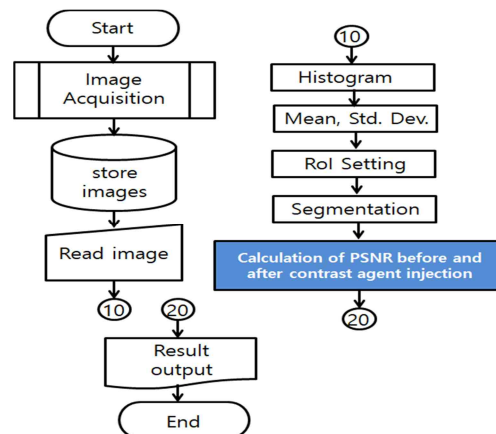 Start
Image
Acquisition
store
images
Read image
10
20
Result
output
End
10
Histogram
Mean, Std. Dev.
RoI Setting
Segmentation
Calculation of PSNR before and
after contrast agent injection
20